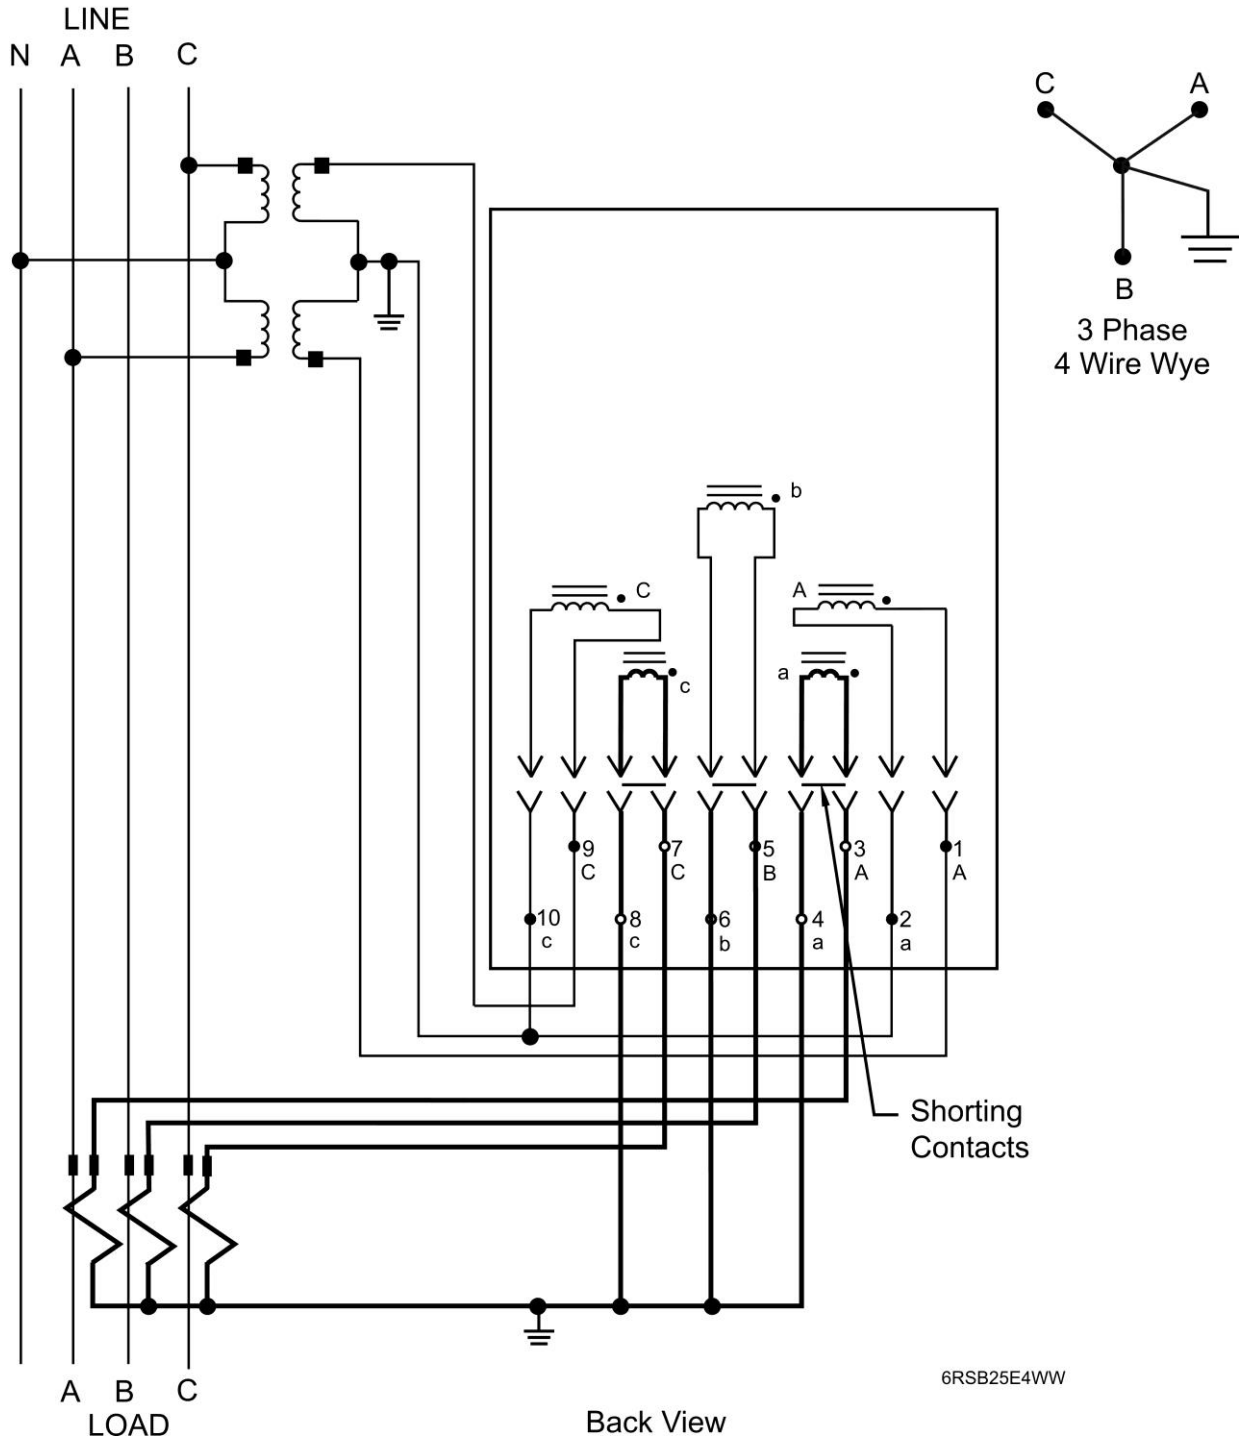 LINE
N A B C
C A
B
3 Phase
4 Wire Wye
b
C A
c a
9 7 5 3 1
C C B A A
10 8 6 4 2
c c b a a
Shorting
Contacts
A B C
LOAD
6RSB25E4WW
Back View